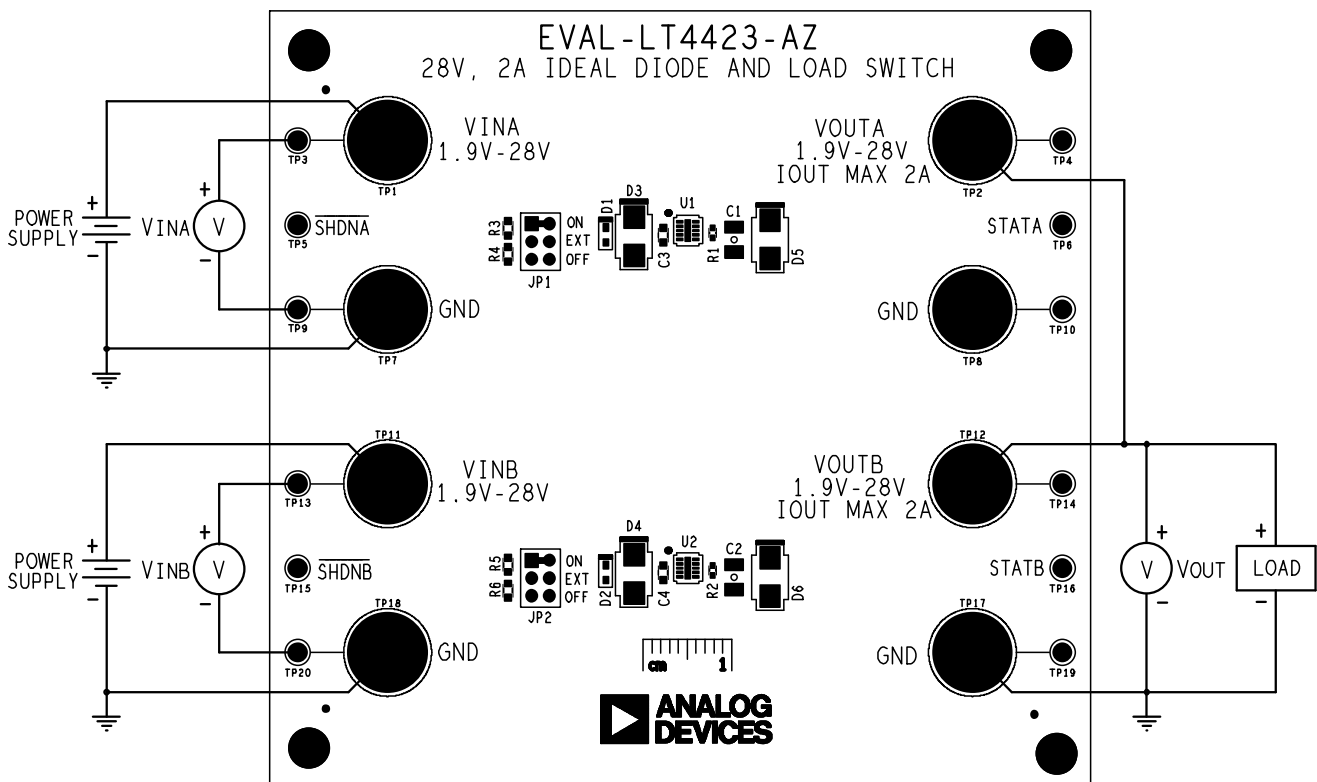 EVAL-LT4423-AZ
28V, 2A IDEAL DIODE AND LOAD SWITCH
VINA
1.9V-28V
TP3
TP1
VOUTA
1.9V-28V
IOUT MAX 2A
TP2
TP4
POWER
SUPPLY
+
-
VINA
+
V
-
SHDNA
TP5
R3
R4
ON
EXT
OFF
JP1
D1
D3
U1
C3
R1
C1
D5
STATA
TP6
TP9
GND
TP7
GND
TP8
TP10
TP11
VINB
1.9V-28V
TP13
TP12
VOUTB
1.9V-28V
IOUT MAX 2A
TP14
POWER
SUPPLY
+
-
VINB
+
V
-
SHDNB
TP15
R5
R6
ON
EXT
OFF
JP2
D2
D4
U2
C4
R2
C2
D6
STATB
TP16
+
V
-
VOUT
+
LOAD
-
TP18
GND
TP20
TP17
GND
TP19
cm 1
ANALOG
DEVICES